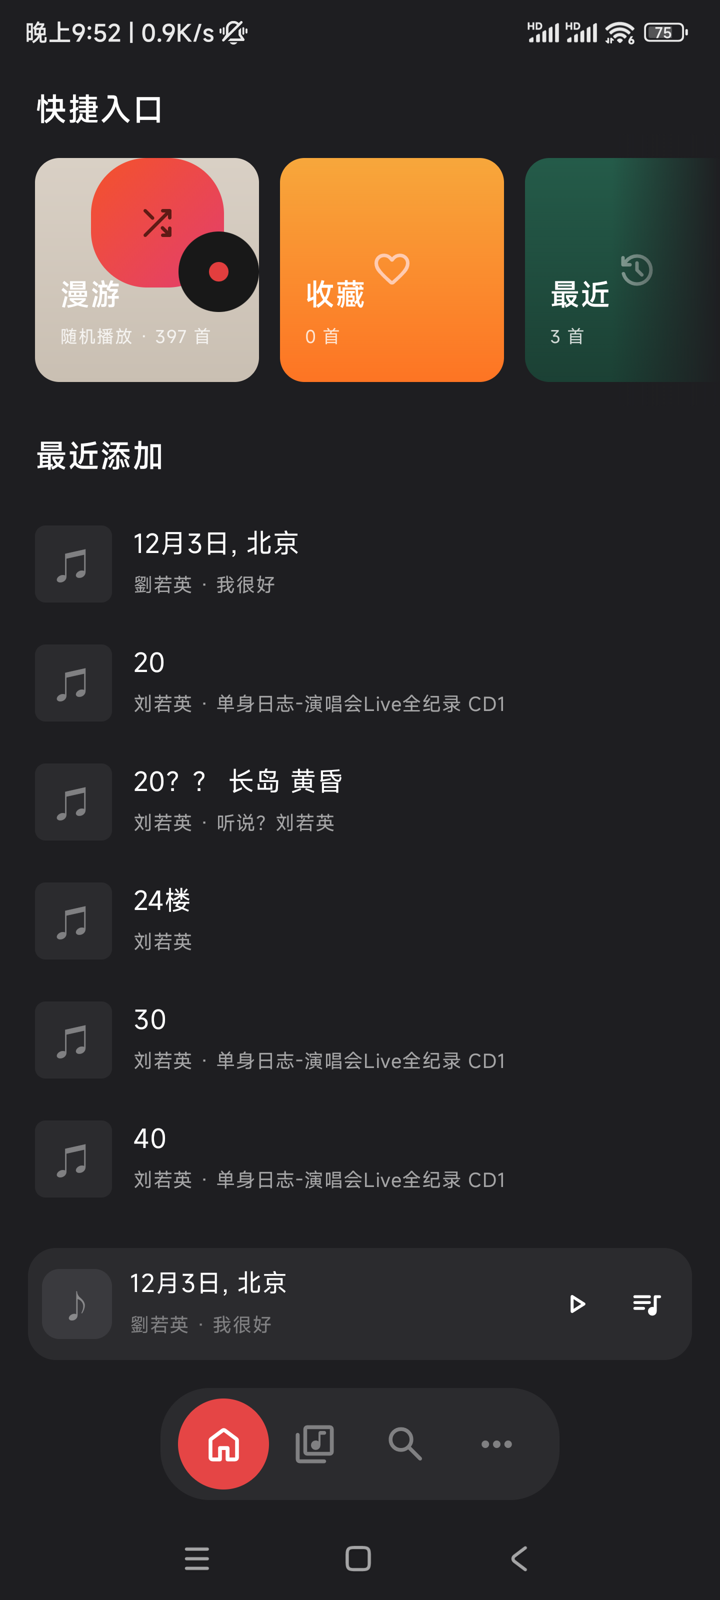 晚上9:52 | 0.9K/s
HD HD 6 75
快捷入口
漫游
随机播放 · 397 首
收藏
0 首
最近
3 首
最近添加
12月3日, 北京
劉若英 · 我很好
20
刘若英 · 单身日志-演唱会Live全纪录 CD1
20? ? 长岛 黄昏
刘若英 · 听说? 刘若英
24楼
刘若英
30
刘若英 · 单身日志-演唱会Live全纪录 CD1
40
刘若英 · 单身日志-演唱会Live全纪录 CD1
12月3日, 北京
劉若英 · 我很好